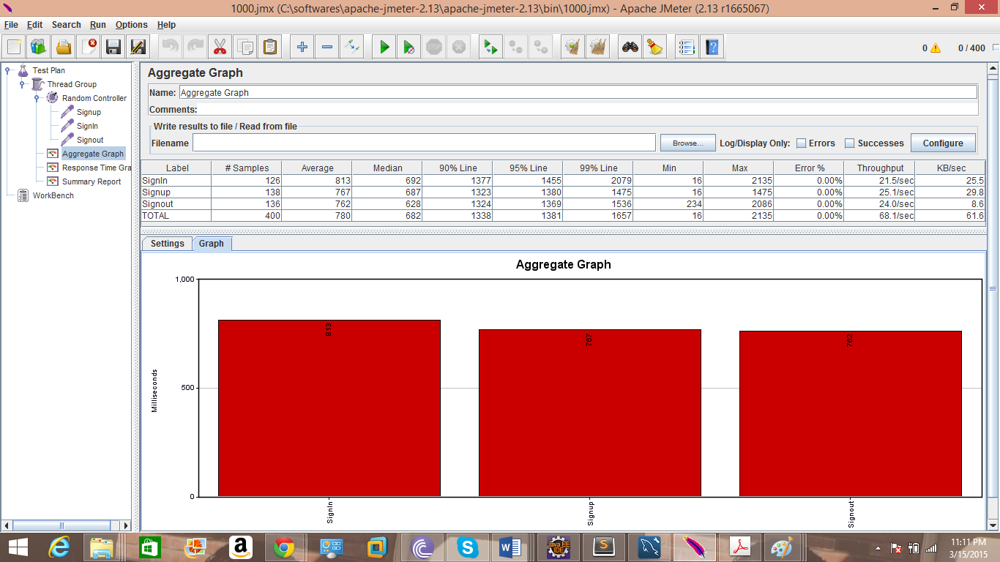 1000.jmx (C:\softwares\apache-jmeter-2.13\apache-jmeter-2.13\bin\1000.jmx) - Apache JMeter (2.13 r1665067)
File Edit Search Run Options Help
0 0 / 400
Test Plan
Thread Group
Random Controller
Signup
SignIn
Signout
Aggregate Graph
Response Time Gra
Summary Report
WorkBench
Aggregate Graph
Name: Aggregate Graph
Comments:
Write results to file / Read from file
Filename Browse... Log/Display Only: Errors Successes Configure
Label # Samples Average Median 90% Line 95% Line 99% Line Min Max Error % Throughput KB/sec
SignIn 126 813 692 1377 1455 2079 16 2135 0.00% 21.5/sec 25.5
Signup 138 767 687 1323 1380 1475 16 1475 0.00% 25.1/sec 29.8
Signout 136 762 628 1324 1369 1536 234 2086 0.00% 24.0/sec 8.6
TOTAL 400 780 682 1338 1381 1657 16 2135 0.00% 68.1/sec 61.6
Settings Graph
Aggregate Graph
1,000
500
0
Milliseconds
813
767
762
SignIn
Signup
Signout
Java EE
IDE
11:11 PM
3/15/2015